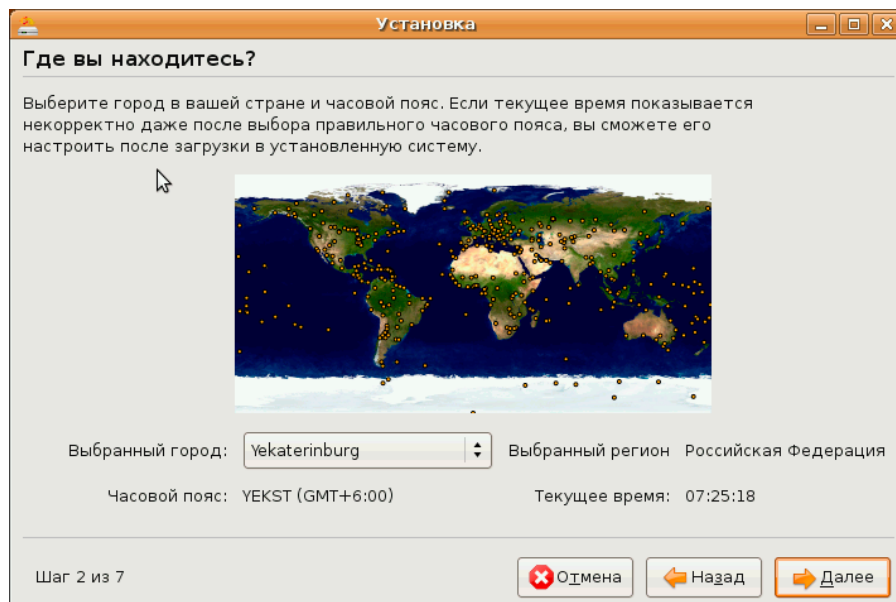 Установка
Где вы находитесь?
Выберите город в вашей стране и часовой пояс. Если текущее время показывается
некорректно даже после выбора правильного часового пояса, вы сможете его
настроить после загрузки в установленную систему.
Выбранный город: Yekaterinburg Выбранный регион Российская Федерация
Часовой пояс: YEKST (GMT+6:00) Текущее время: 07:25:18
Шаг 2 из 7 Отмена Назад Далее